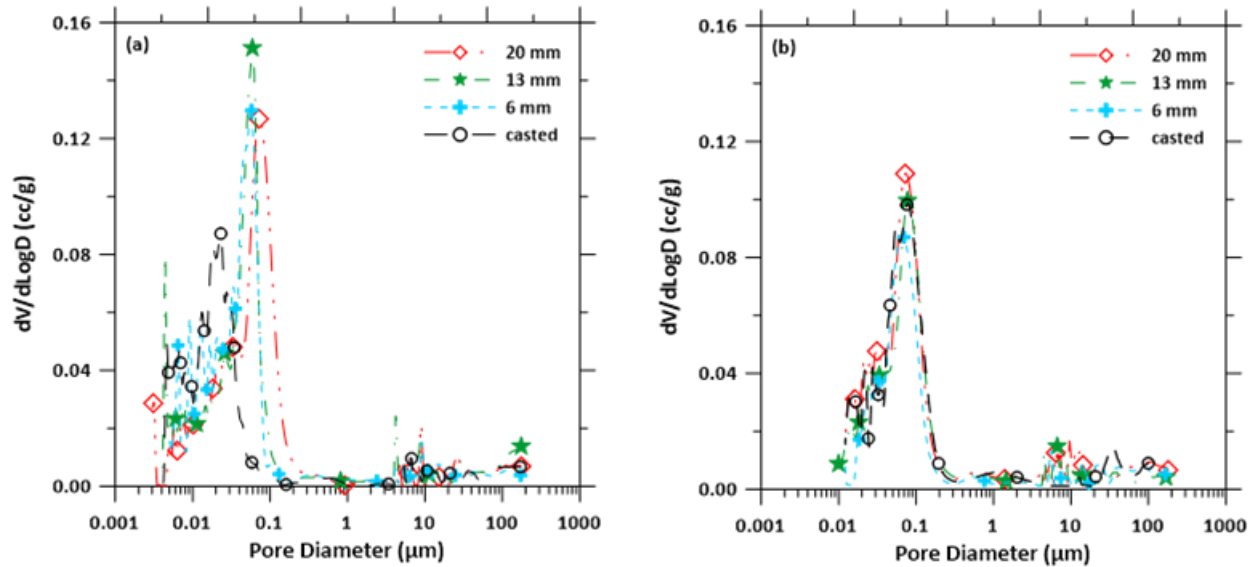 (a)
20 mm
13 mm
6 mm
casted
dV/dLogD (cc/g)
0.16
0.12
0.08
0.04
0.00
0.001 0.01 0.1 1 10 100 1000
Pore Diameter (μm)
(b)
20 mm
13 mm
6 mm
casted
dV/dLogD (cc/g)
0.16
0.12
0.08
0.04
0.00
0.001 0.01 0.1 1 10 100 1000
Pore Diameter (μm)